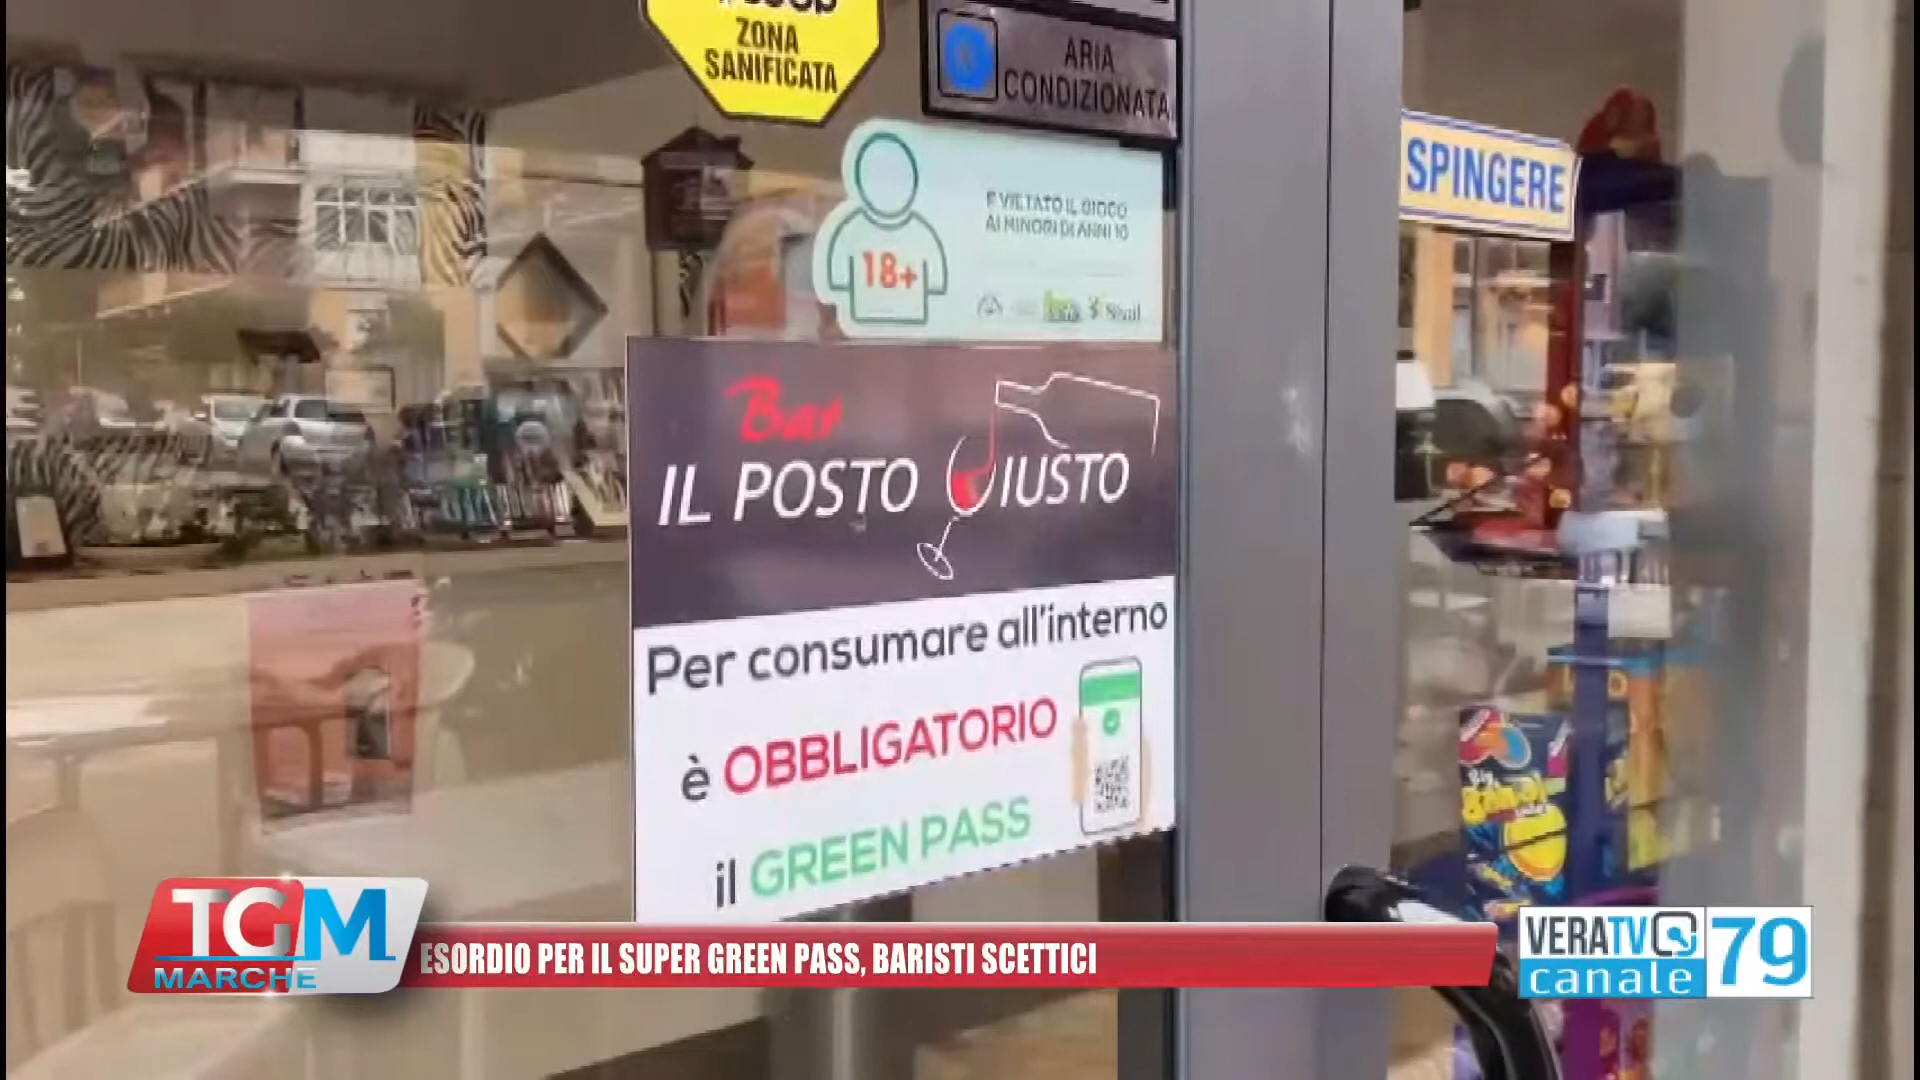 ZONA
SANIFICATA
ARIA
CONDIZIONATA
È VIETATO IL GIOCO
AI MINORI DI ANNI 18
18+
SPINGERE
Bar
IL POSTO GIUSTO
Per consumare all'interno
è OBBLIGATORIO
il GREEN PASS
TGM
MARCHE
ESORDIO PER IL SUPER GREEN PASS, BARISTI SCETTICI
VERATV
canale
79